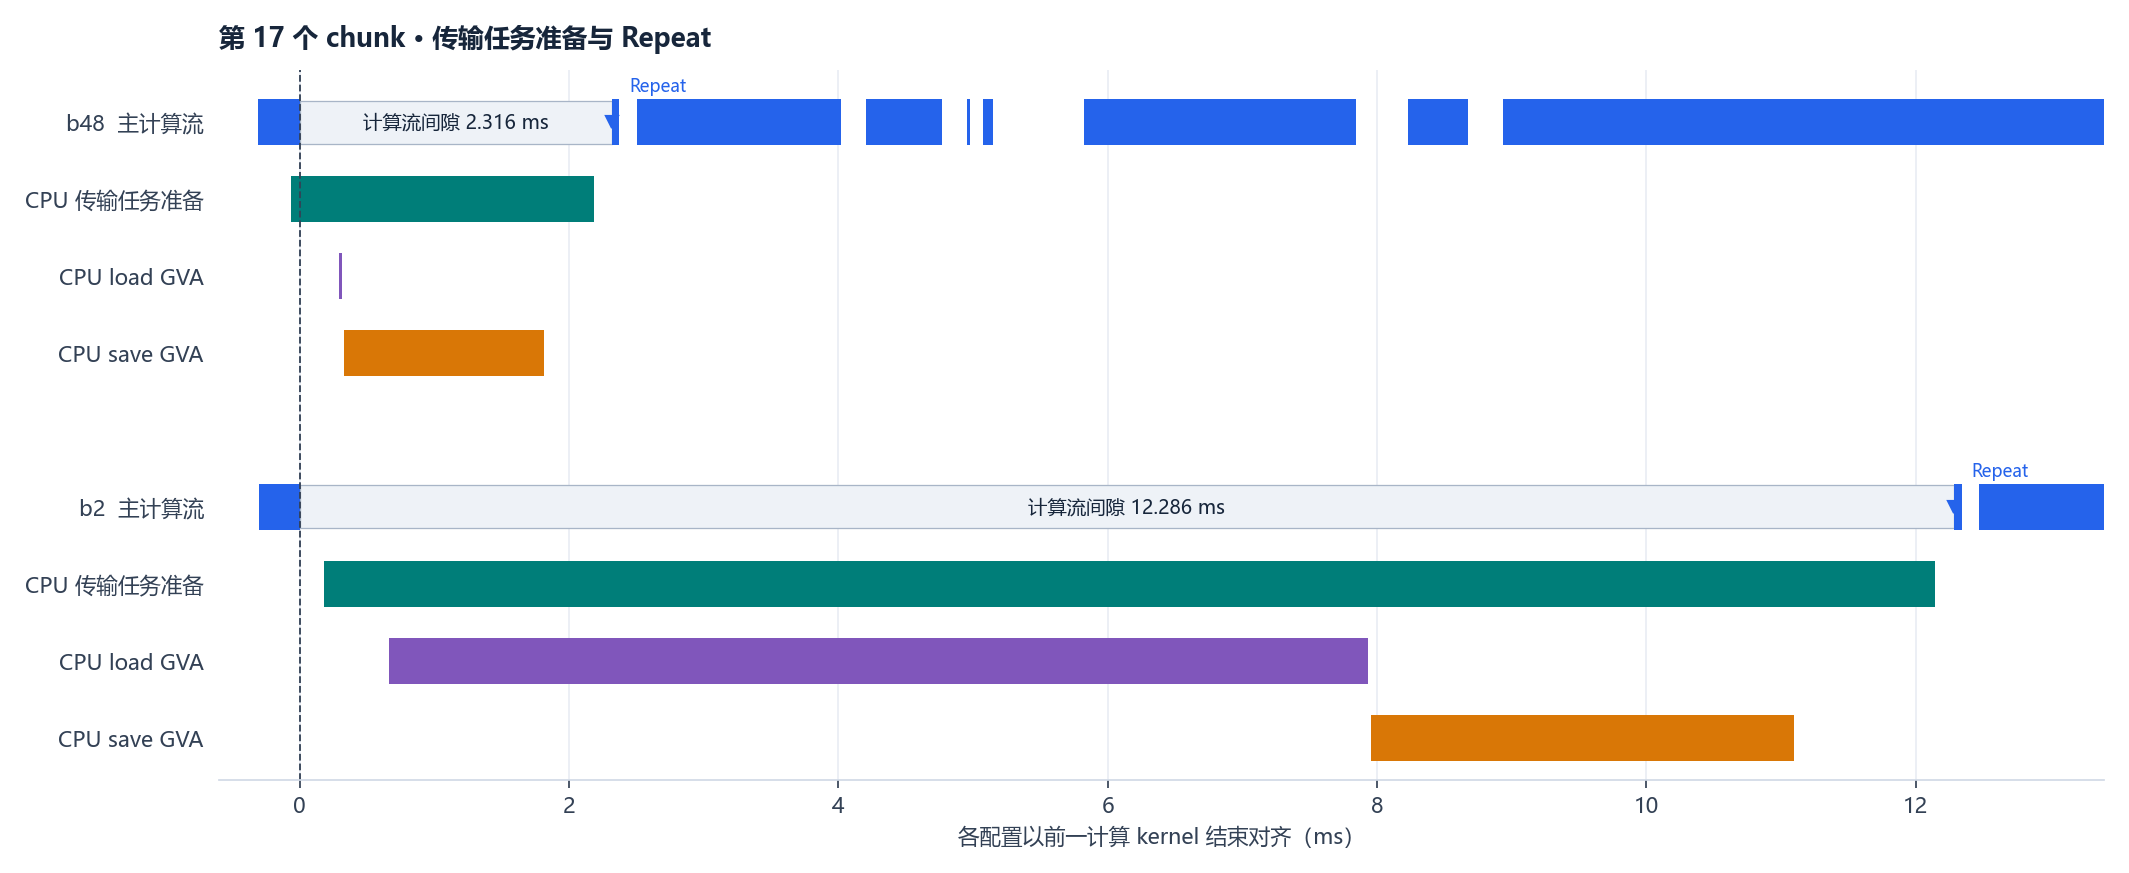 第 17 个 chunk · 传输任务准备与 Repeat
Repeat
b48 主计算流
计算流间隙 2.316 ms
CPU 传输任务准备
CPU load GVA
CPU save GVA
Repeat
b2 主计算流
计算流间隙 12.286 ms
CPU 传输任务准备
CPU load GVA
CPU save GVA
0 2 4 6 8 10 12
各配置以前一计算 kernel 结束对齐（ms）